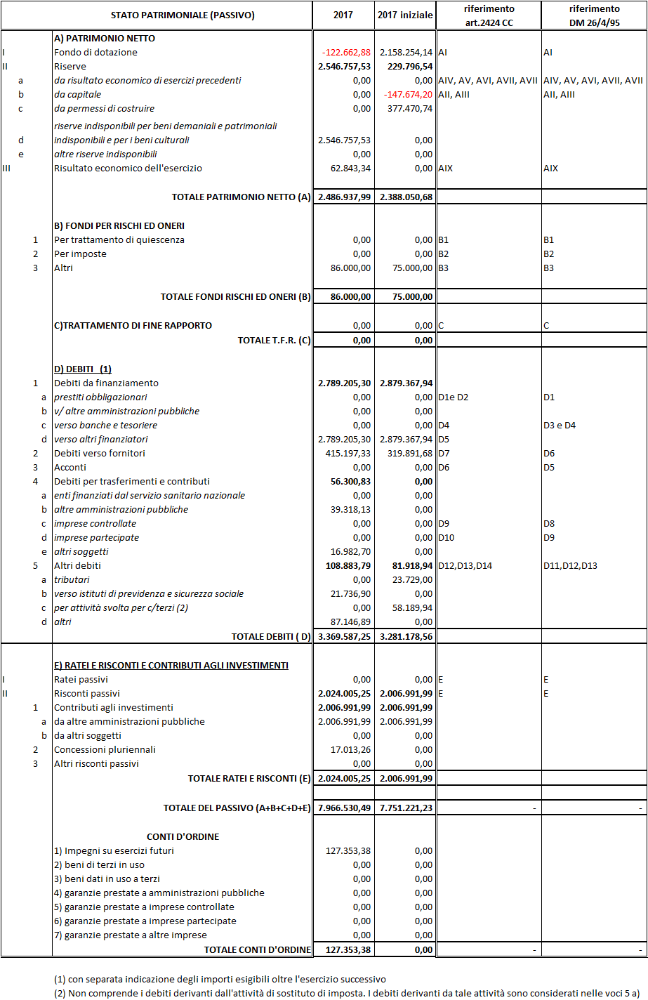 STATO PATRIMONIALE (PASSIVO) 2017 2017 iniziale riferimento art.2424 CC riferimento DM 26/4/95
A) PATRIMONIO NETTO
I Fondo di dotazione -122.662,88 2.158.254,14 AI AI
II Riserve 2.546.757,53 229.796,54
a da risultato economico di esercizi precedenti 0,00 0,00 AIV, AV, AVI, AVII, AVII AIV, AV, AVI, AVII, AVII
b da capitale 0,00 -147.674,20 AII, AIII AII, AIII
c da permessi di costruire 0,00 377.470,74
riserve indisponibili per beni demaniali e patrimoniali
d indisponibili e per i beni culturali 2.546.757,53 0,00
e altre riserve indisponibili 0,00 0,00
III Risultato economico dell'esercizio 62.843,34 0,00 AIX AIX
TOTALE PATRIMONIO NETTO (A) 2.486.937,99 2.388.050,68
B) FONDI PER RISCHI ED ONERI
1 Per trattamento di quiescenza 0,00 0,00 B1 B1
2 Per imposte 0,00 0,00 B2 B2
3 Altri 86.000,00 75.000,00 B3 B3
TOTALE FONDI RISCHI ED ONERI (B) 86.000,00 75.000,00
C)TRATTAMENTO DI FINE RAPPORTO 0,00 0,00 C C
TOTALE T.F.R. (C) 0,00 0,00
D) DEBITI (1)
1 Debiti da finanziamento 2.789.205,30 2.879.367,94
a prestiti obbligazionari 0,00 0,00 D1e D2 D1
b v/ altre amministrazioni pubbliche 0,00 0,00
c verso banche e tesoriere 0,00 0,00 D4 D3 e D4
d verso altri finanziatori 2.789.205,30 2.879.367,94 D5
2 Debiti verso fornitori 415.197,33 319.891,68 D7 D6
3 Acconti 0,00 0,00 D6 D5
4 Debiti per trasferimenti e contributi 56.300,83 0,00
a enti finanziati dal servizio sanitario nazionale 0,00 0,00
b altre amministrazioni pubbliche 39.318,13 0,00
c imprese controllate 0,00 0,00 D9 D8
d imprese partecipate 0,00 0,00 D10 D9
e altri soggetti 16.982,70 0,00
5 Altri debiti 108.883,79 81.918,94 D12,D13,D14 D11,D12,D13
a tributari 0,00 23.729,00
b verso istituti di previdenza e sicurezza sociale 21.736,90 0,00
c per attività svolta per c/terzi (2) 0,00 58.189,94
d altri 87.146,89 0,00
TOTALE DEBITI ( D) 3.369.587,25 3.281.178,56
E) RATEI E RISCONTI E CONTRIBUTI AGLI INVESTIMENTI
I Ratei passivi 0,00 0,00 E E
II Risconti passivi 2.024.005,25 2.006.991,99 E E
1 Contributi agli investimenti 2.006.991,99 2.006.991,99
a da altre amministrazioni pubbliche 2.006.991,99 2.006.991,99
b da altri soggetti 0,00 0,00
2 Concessioni pluriennali 17.013,26 0,00
3 Altri risconti passivi 0,00 0,00
TOTALE RATEI E RISCONTI (E) 2.024.005,25 2.006.991,99
TOTALE DEL PASSIVO (A+B+C+D+E) 7.966.530,49 7.751.221,23 - -
CONTI D'ORDINE
1) Impegni su esercizi futuri 127.353,38 0,00
2) beni di terzi in uso 0,00 0,00
3) beni dati in uso a terzi 0,00 0,00
4) garanzie prestate a amministrazioni pubbliche 0,00 0,00
5) garanzie prestate a imprese controllate 0,00 0,00
6) garanzie prestate a imprese partecipate 0,00 0,00
7) garanzie prestate a altre imprese 0,00 0,00
TOTALE CONTI D'ORDINE 127.353,38 0,00 - -
(1) con separata indicazione degli importi esigibili oltre l'esercizio successivo
(2) Non comprende i debiti derivanti dall'attività di sostituto di imposta. I debiti derivanti da tale attività sono considerati nelle voci 5 a)